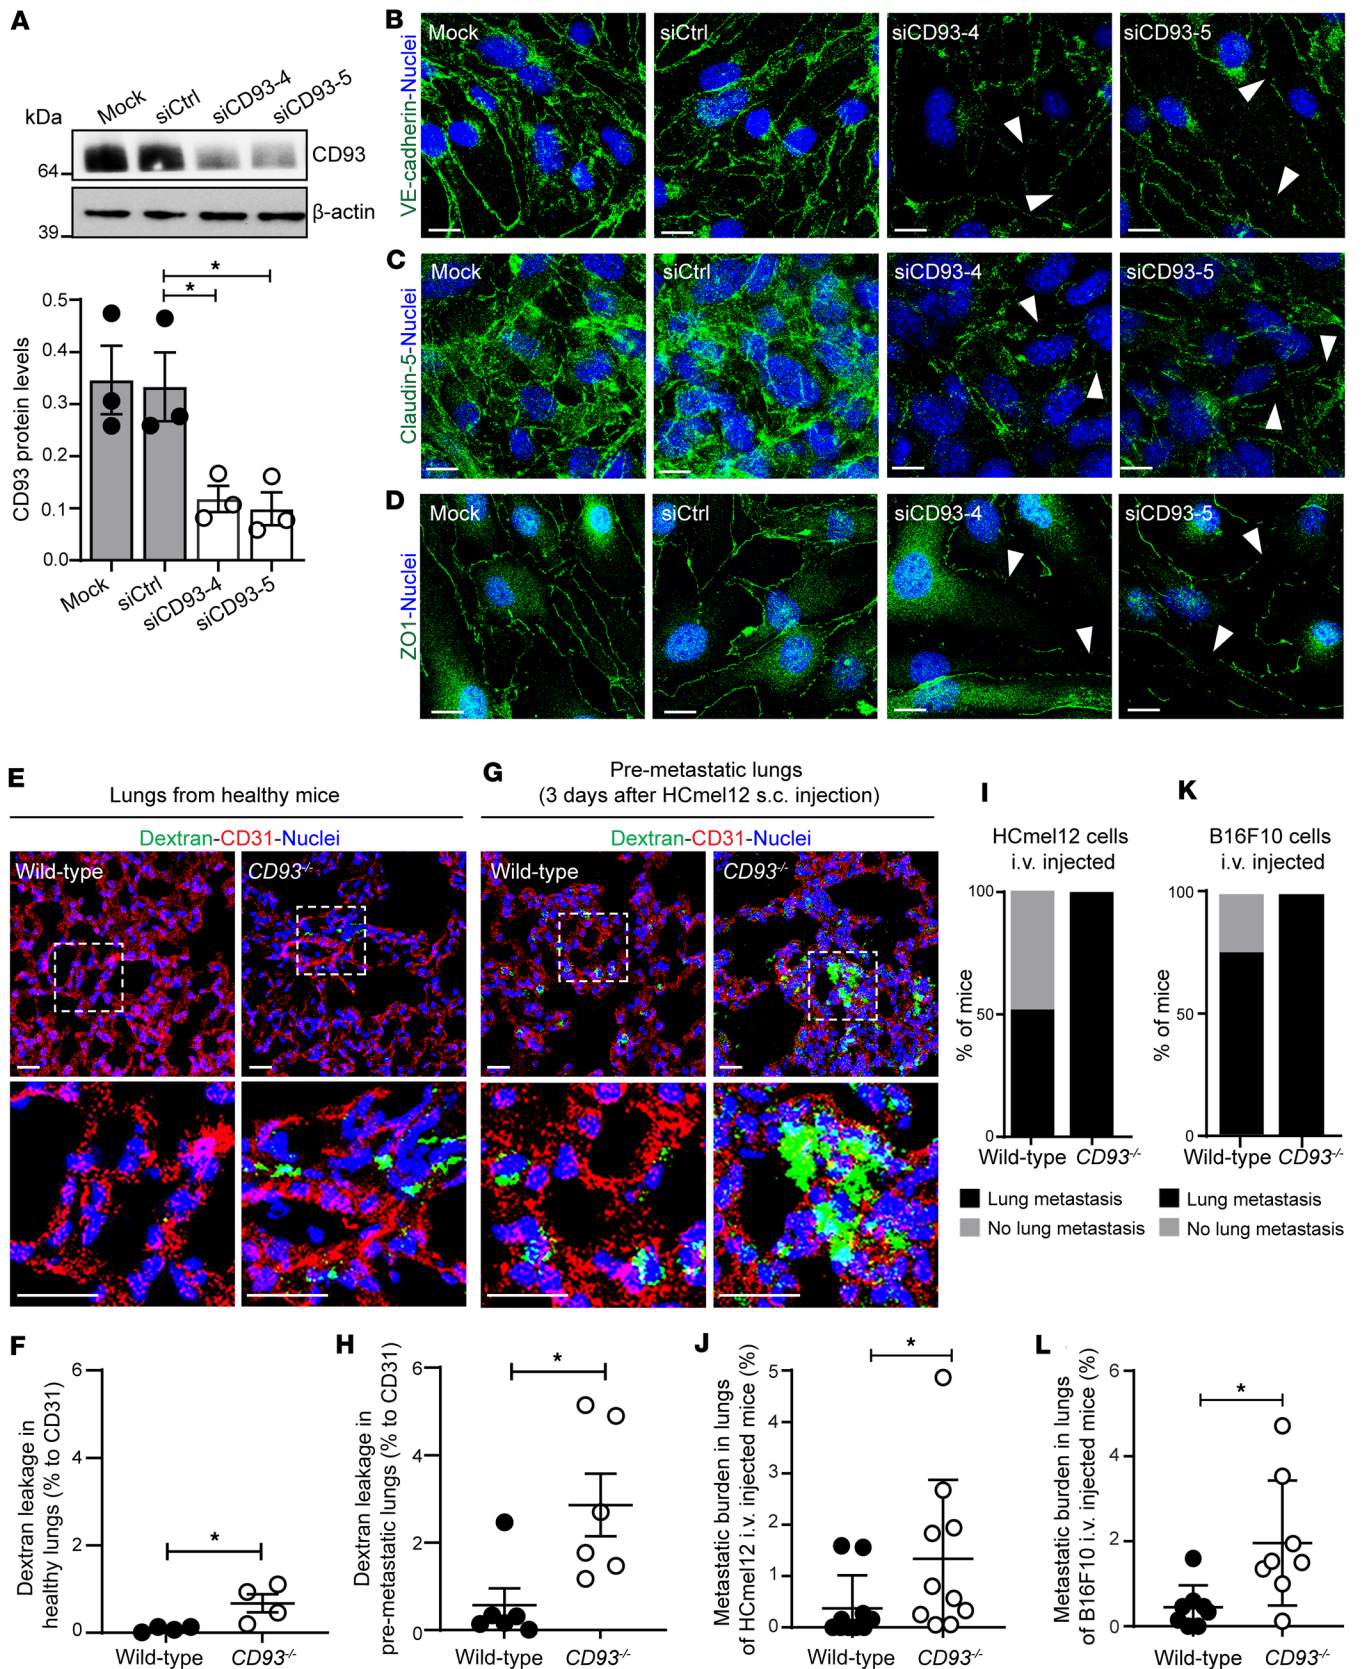 A
kDa
Mock
siCtrl
siCD93-4
siCD93-5
CD93
64
β-actin
39
*
*
CD93 protein levels
0.5
0.4
0.3
0.2
0.1
0.0
Mock
siCtrl
siCD93-4
siCD93-5
B
VE-cadherin-Nuclei
Mock
siCtrl
siCD93-4
siCD93-5
C
Claudin-5-Nuclei
Mock
siCtrl
siCD93-4
siCD93-5
D
ZO1-Nuclei
Mock
siCtrl
siCD93-4
siCD93-5
E
Lungs from healthy mice
Dextran-CD31-Nuclei
Wild-type
CD93-/-
G
Pre-metastatic lungs
(3 days after HCmel12 s.c. injection)
Dextran-CD31-Nuclei
Wild-type
CD93-/-
I
HCmel12 cells
i.v. injected
% of mice
100
50
0
Wild-type
CD93-/-
Lung metastasis
No lung metastasis
K
B16F10 cells
i.v. injected
% of mice
100
50
0
Wild-type
CD93-/-
Lung metastasis
No lung metastasis
F
Dextran leakage in
healthy lungs (% to CD31)
6
4
2
0
*
Wild-type
CD93-/-
H
Dextran leakage in
pre-metastatic lungs (% to CD31)
6
4
2
0
*
Wild-type
CD93-/-
J
Metastatic burden in lungs
of HCmel12 i.v. injected mice (%)
5
4
3
2
1
0
*
Wild-type
CD93-/-
L
Metastatic burden in lungs
of B16F10 i.v. injected mice (%)
6
4
2
0
*
Wild-type
CD93-/-